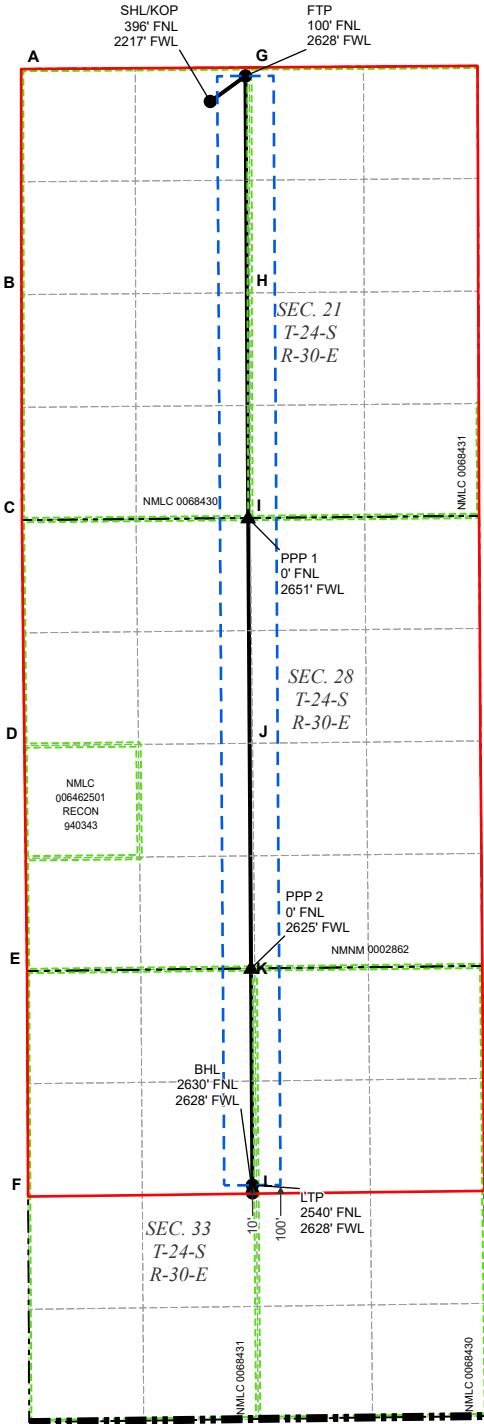 SHL/KOP
396' FNL
2217' FWL
FTP
100' FNL
2628' FWL
A
G
B
H
SEC. 21
T-24-S
R-30-E
NMLC 0068431
NMLC 0068430
C
I
PPP 1
0' FNL
2651' FWL
SEC. 28
T-24-S
R-30-E
D
J
NMLC
006462501
RECON
940343
PPP 2
0' FNL
2625' FWL
NMNM 0002862
E
K
BHL
2630' FNL
2628' FWL
F
L
LTP
2540' FNL
2628' FWL
10'
100'
SEC. 33
T-24-S
R-30-E
NMLC 0068431
NMLC 0068430